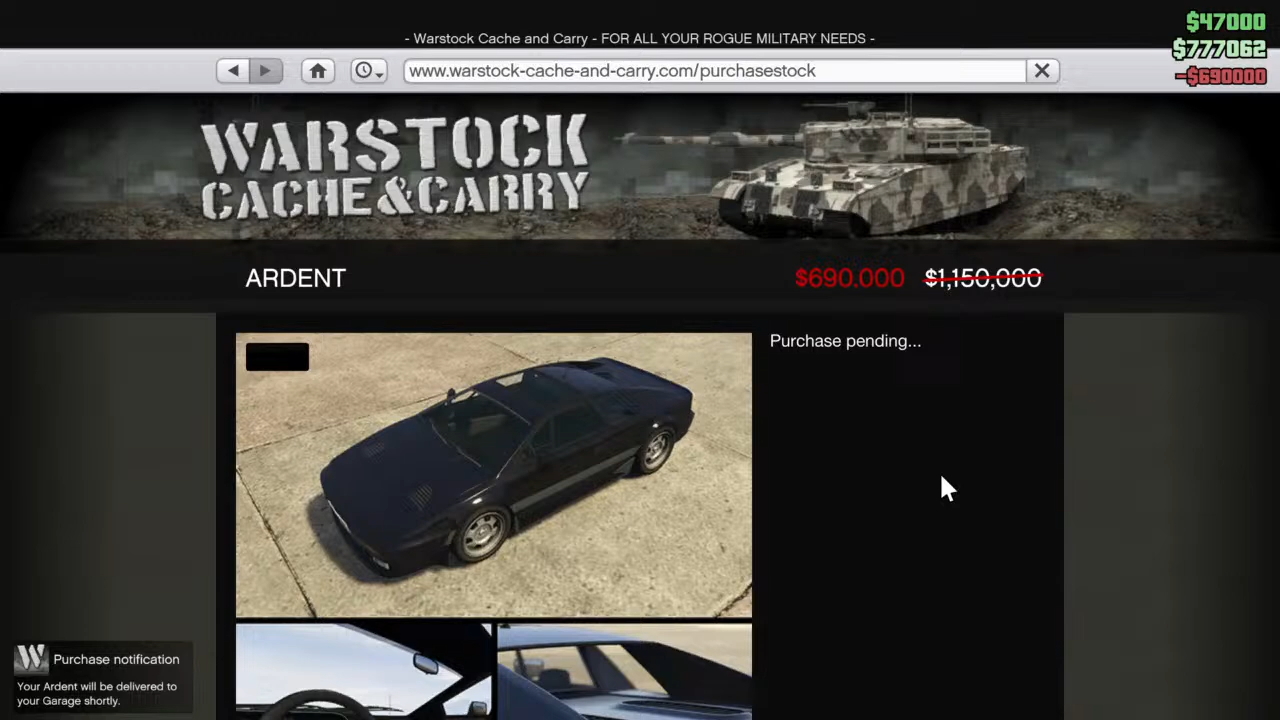 - Warstock Cache and Carry - FOR ALL YOUR ROGUE MILITARY NEEDS -
$47000
$777062
-$690000
www.warstock-cache-and-carry.com/purchasestock
WARSTOCK
CACHE&CARRY
ARDENT
$690.000 $1,150,000
Purchase pending...
W Purchase notification
Your Ardent will be delivered to
your Garage shortly.